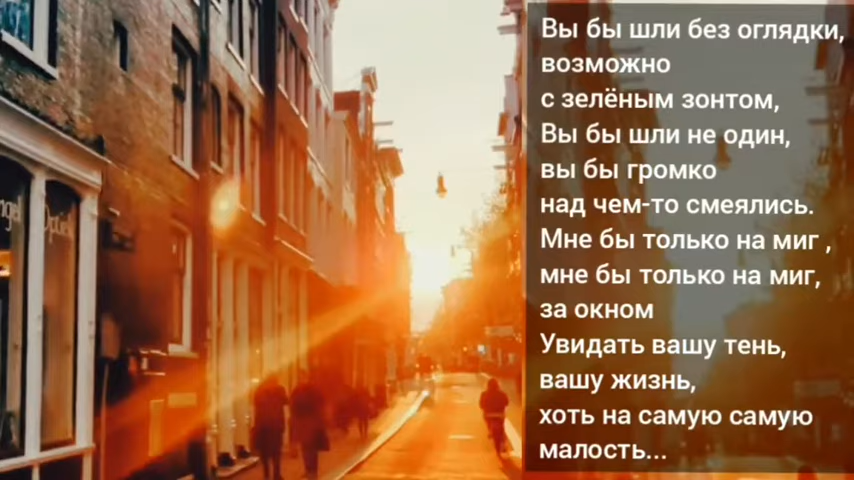 Вы бы шли без оглядки,
возможно
с зелёным зонтом,
Вы бы шли не один,
вы бы громко
над чем-то смеялись.
Мне бы только на миг ,
мне бы только на миг,
за окном
Увидать вашу тень,
вашу жизнь,
хоть на самую самую
малость...